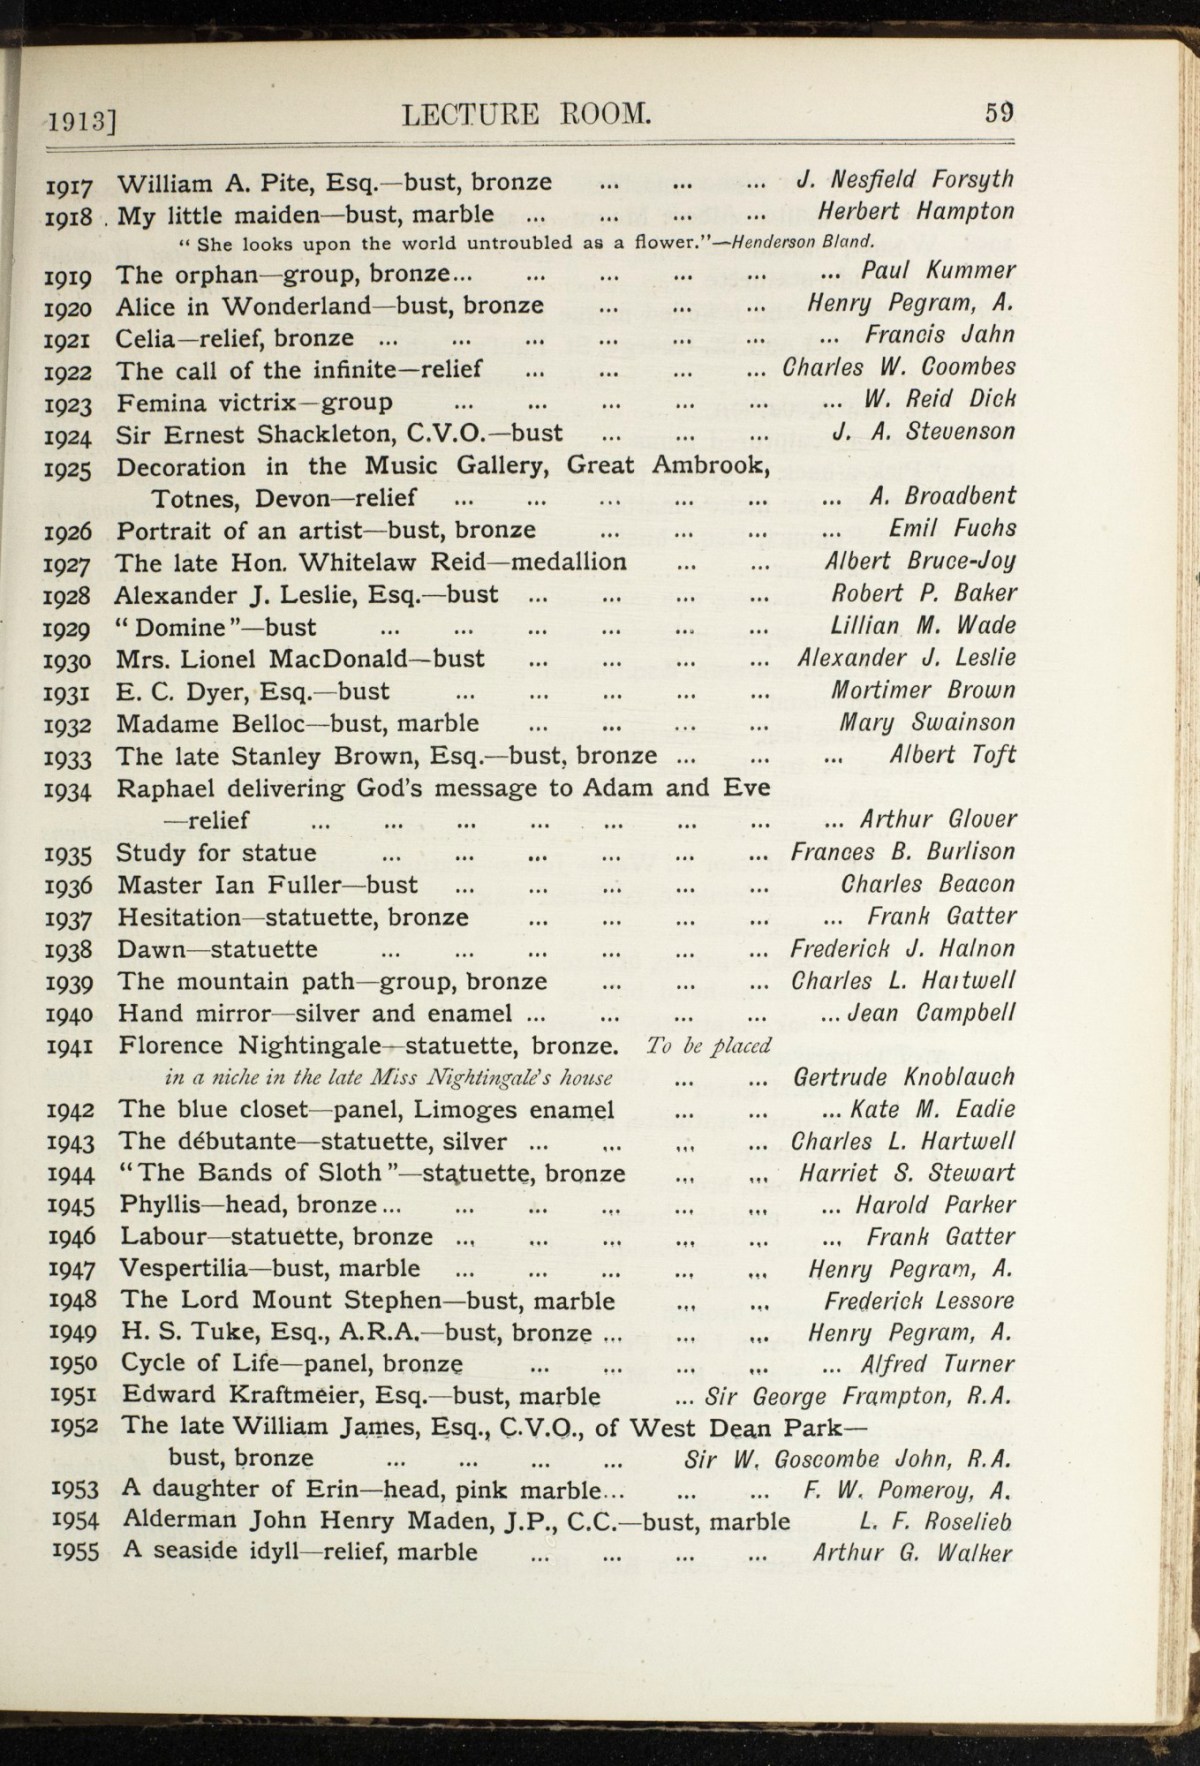 1913] LECTURE ROOM. 59
1917 William A. Pite, Esq.—bust, bronze ... ... ... J. Nesfield Forsyth
1918 . My little maiden—bust, marble ... ... ... ... Herbert Hampton
“ She looks upon the world untroubled as a flower.”—Henderson Bland.
1919 The orphan—group, bronze... ... ... ... ... ... Paul Kummer
1920 Alice in Wonderland—bust, bronze ... ... ... Henry Pegram, A.
1921 Celia—relief, bronze ... ... ... ... ... ... ... Francis Jahn
1922 The call of the infinite—relief ... ... ... ... Charles W. Coombes
1923 Femina victrix—group ... ... ... ... ... ... W. Reid Dick
1924 Sir Ernest Shackleton, C.V.O.—bust ... ... ... J. A. Stevenson
1925 Decoration in the Music Gallery, Great Ambrook,
Totnes, Devon—relief ... ... ... ... ... ... A. Broadbent
1926 Portrait of an artist—bust, bronze ... ... ... ... Emil Fuchs
1927 The late Hon. Whitelaw Reid—medallion ... ... Albert Bruce-Joy
1928 Alexander J. Leslie, Esq.—bust ... ... ... ... Robert P. Baker
1929 “ Domine”—bust ... ... ... ... ... ... Lillian M. Wade
1930 Mrs. Lionel MacDonald—bust ... ... ... ... Alexander J. Leslie
1931 E. C. Dyer, Esq.—bust ... ... ... ... ... Mortimer Brown
1932 Madame Belloc—bust, marble ... ... ... ... Mary Swainson
1933 The late Stanley Brown, Esq.—bust, bronze ... ... ... Albert Toft
1934 Raphael delivering God’s message to Adam and Eve
—relief ... ... ... ... ... ... ... ... Arthur Glover
1935 Study for statue ... ... ... ... ... ... Frances B. Burlison
1936 Master Ian Fuller—bust ... ... ... ... ... Charles Beacon
1937 Hesitation—statuette, bronze ... ... ... ... ... Frank Gatter
1938 Dawn—statuette ... ... ... ... ... ... Frederick J. Halnon
1939 The mountain path—group, bronze ... ... ... Charles L. Hartwell
1940 Hand mirror—silver and enamel ... ... ... ... ... Jean Campbell
1941 Florence Nightingale—statuette, bronze. To be placed
in a niche in the late Miss Nightingale’s house ... ... Gertrude Knoblauch
1942 The blue closet—panel, Limoges enamel ... ... ... Kate M. Eadie
1943 The débutante—statuette, silver ... ... ... ... Charles L. Hartwell
1944 “The Bands of Sloth”—statuette, bronze ... ... Harriet S. Stewart
1945 Phyllis—head, bronze... ... ... ... ... ... ... Harold Parker
1946 Labour—statuette, bronze ... ... ... ... ... ... Frank Gatter
1947 Vespertilia—bust, marble ... ... ... ... ... Henry Pegram, A.
1948 The Lord Mount Stephen—bust, marble ... ... Frederick Lessore
1949 H. S. Tuke, Esq., A.R.A.—bust, bronze ... ... ... Henry Pegram, A.
1950 Cycle of Life—panel, bronze ... ... ... ... ... Alfred Turner
1951 Edward Kraftmeier, Esq.—bust, marble ... Sir George Frampton, R.A.
1952 The late William James, Esq., C.V.O., of West Dean Park—
bust, bronze ... ... ... ... Sir W. Goscombe John, R.A.
1953 A daughter of Erin—head, pink marble... ... ... F. W. Pomeroy, A.
1954 Alderman John Henry Maden, J.P., C.C.—bust, marble L. F. Roselieb
1955 A seaside idyll—relief, marble ... ... ... ... Arthur G. Walker